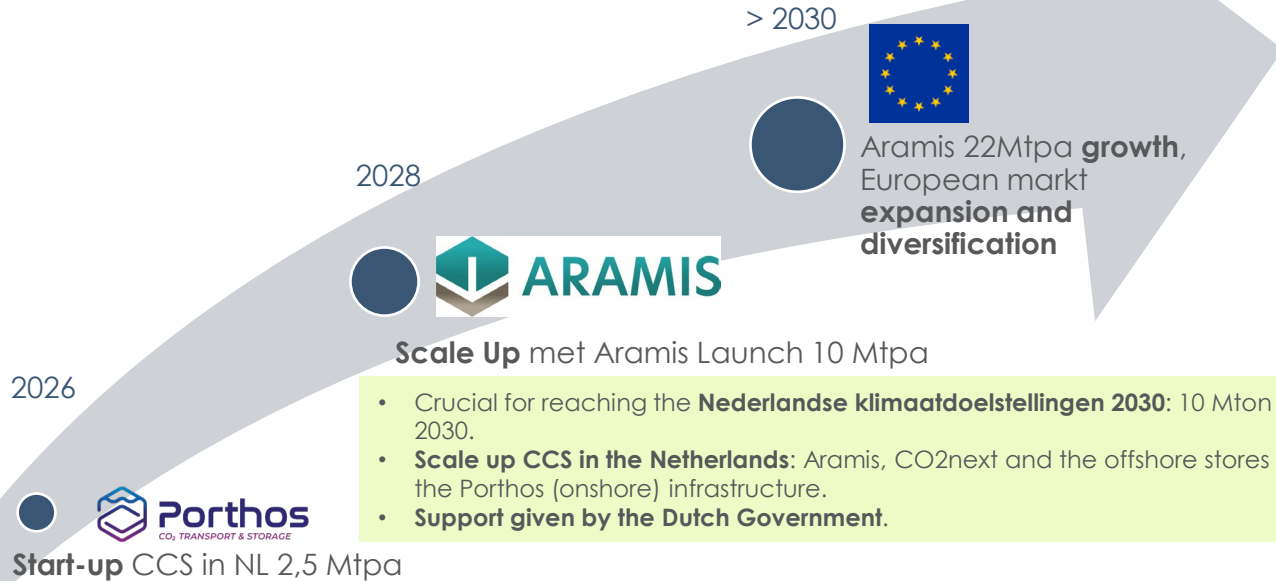 > 2030
Aramis 22Mtpa growth,
European markt
expansion and
diversification
2028
ARAMIS
Scale Up met Aramis Launch 10 Mtpa
• Crucial for reaching the Nederlandse klimaatdoelstellingen 2030: 10 Mton
2030.
• Scale up CCS in the Netherlands: Aramis, CO2next and the offshore stores
the Porthos (onshore) infrastructure.
• Support given by the Dutch Government.
2026
Porthos
CO₂ TRANSPORT & STORAGE
Start-up CCS in NL 2,5 Mtpa